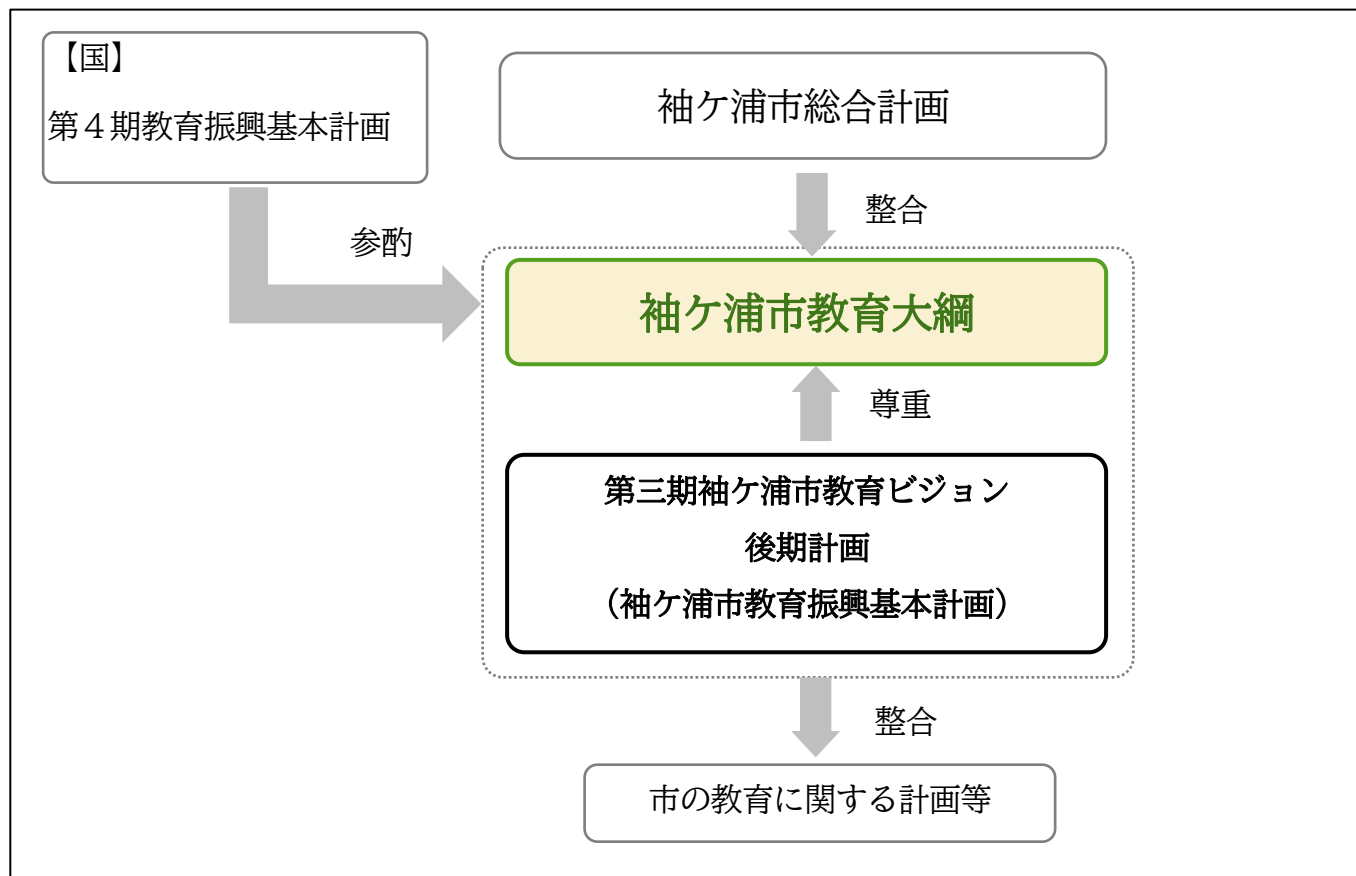 【国】
第４期教育振興基本計画
袖ケ浦市総合計画
整合
参酌
袖ケ浦市教育大綱
尊重
第三期袖ケ浦市教育ビジョン
後期計画
（袖ケ浦市教育振興基本計画）
整合
市の教育に関する計画等